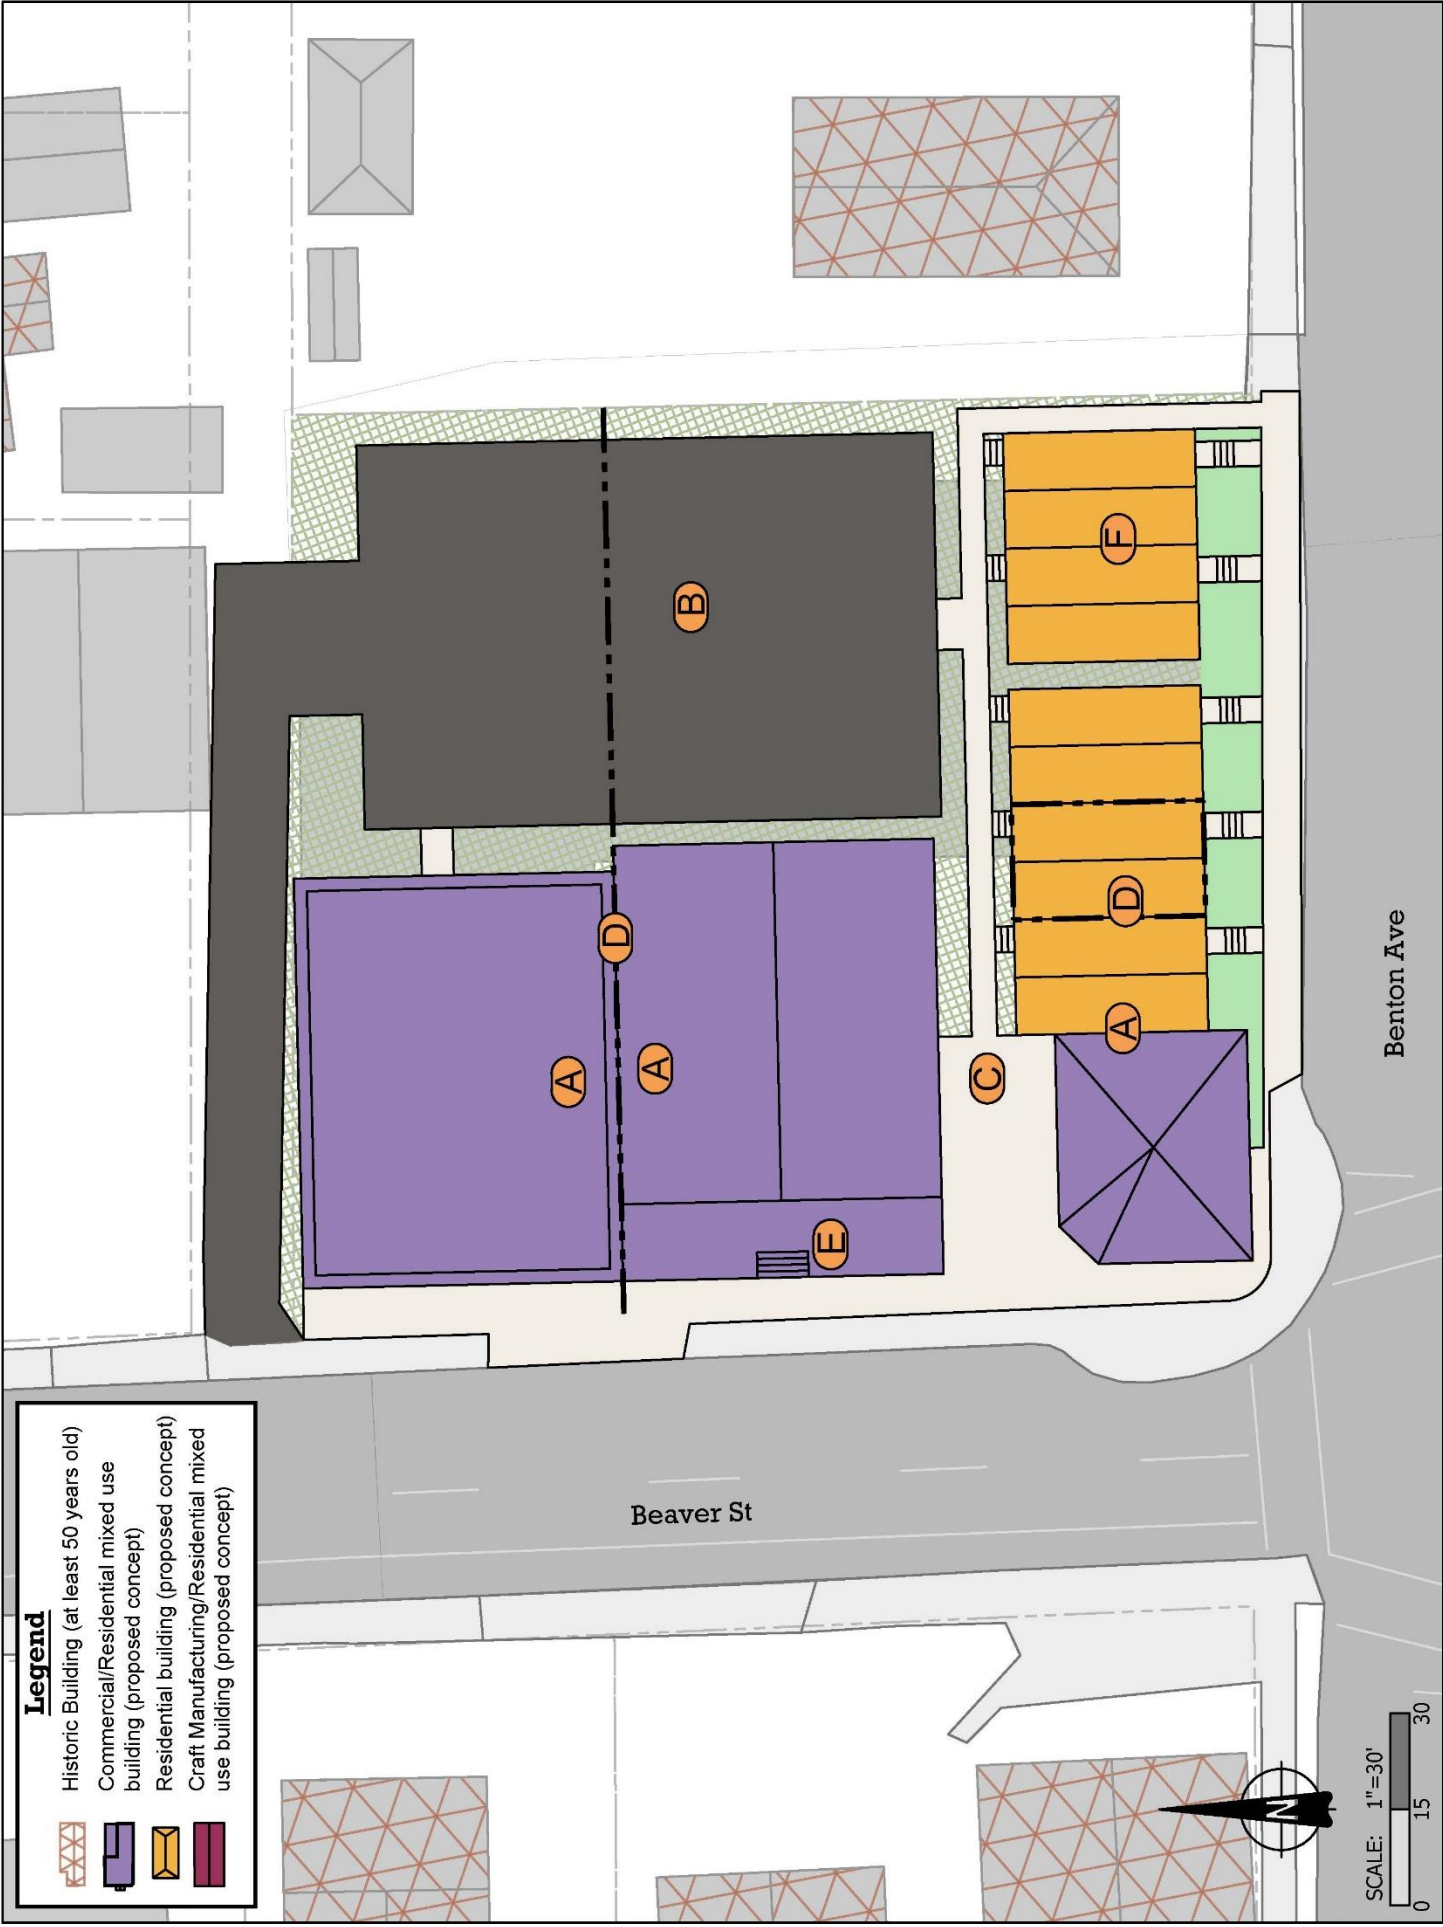 Legend
Historic Building (at least 50 years old)
Commercial/Residential mixed use
building (proposed concept)
Residential building (proposed concept)
Craft Manufacturing/Residential mixed
use building (proposed concept)
Beaver St
Benton Ave
A
A
D
B
E
C
A
D
F
N
SCALE: 1"=30'
0 15 30